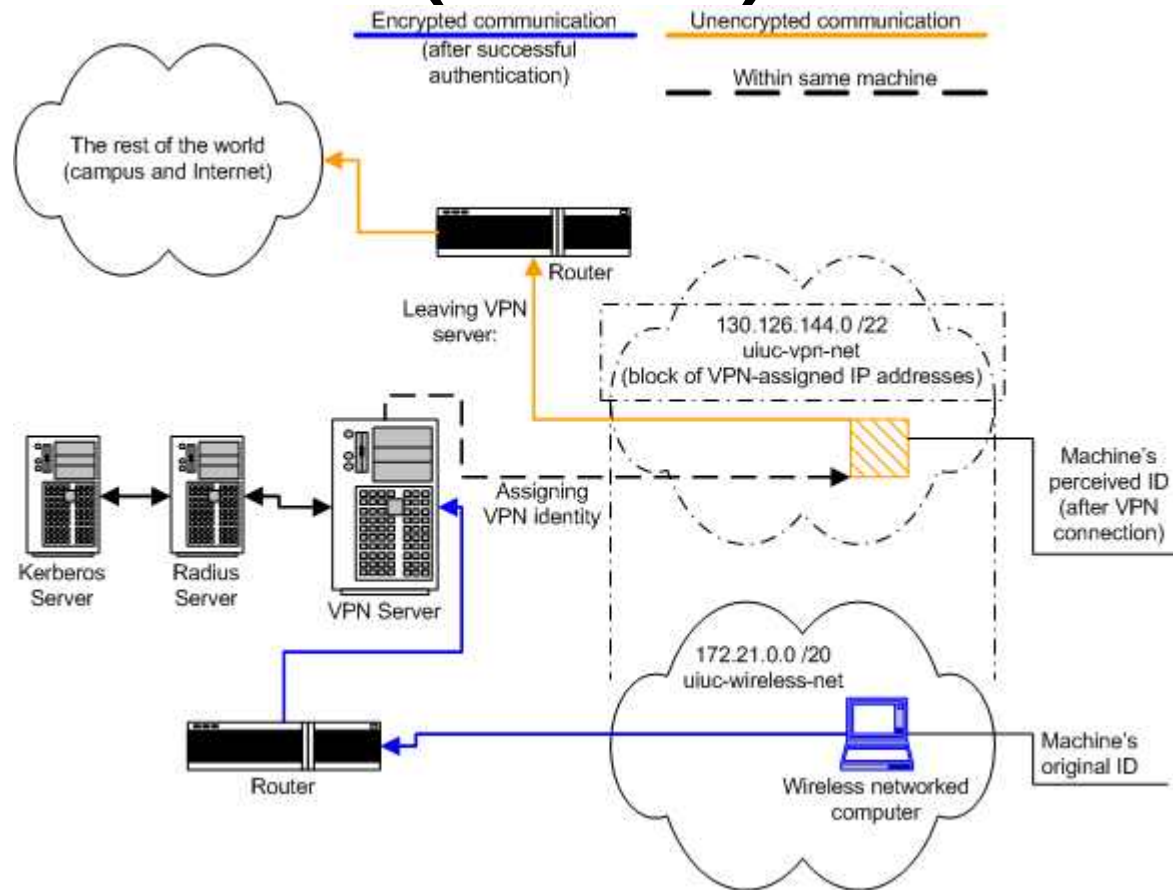 Encrypted communication
(after successful
authentication)
Unencrypted communication
Within same machine
The rest of the world
(campus and Internet)
Router
Leaving VPN
server:
130.126.144.0 /22
uiuc-vpn-net
(block of VPN-assigned IP addresses)
Machine's
perceived ID
(after VPN
connection)
Assigning
VPN identity
Kerberos
Server
Radius
Server
VPN Server
172.21.0.0 /20
uiuc-wireless-net
Router
Wireless networked
computer
Machine's
original ID